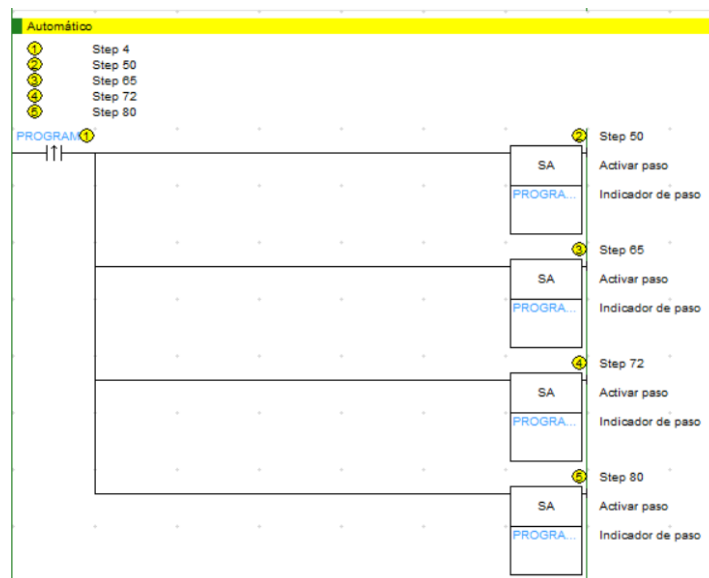 Automático
1 Step 4
2 Step 50
3 Step 65
4 Step 72
5 Step 80
PROGRAM 1
2 Step 50
SA Activar paso
PROGRA... Indicador de paso
3 Step 65
SA Activar paso
PROGRA... Indicador de paso
4 Step 72
SA Activar paso
PROGRA... Indicador de paso
5 Step 80
SA Activar paso
PROGRA... Indicador de paso